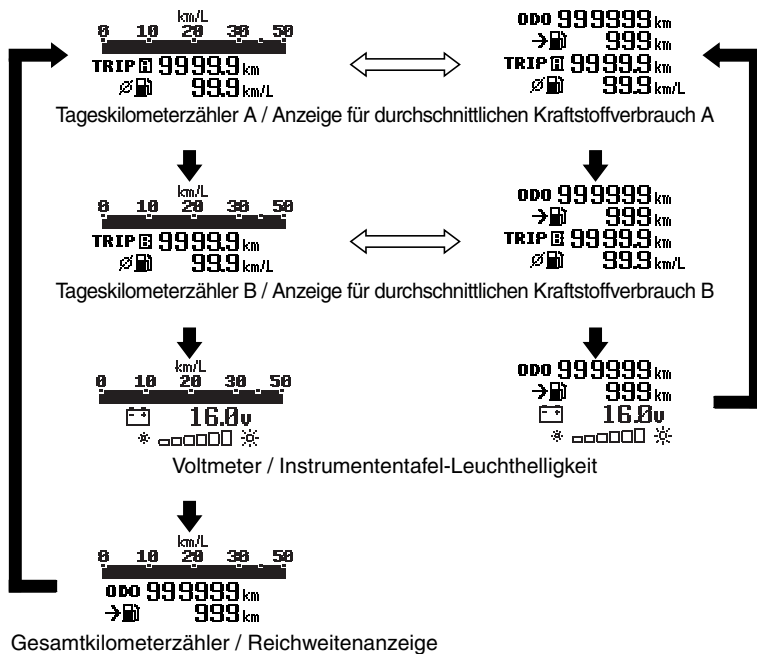 km/L
0 10 20 30 50
TRIP A 9999.9 km
99.9 km/L
ODO 999999 km
999 km
TRIP A 9999.9 km
99.9 km/L
Tageskilometerzähler A / Anzeige für durchschnittlichen Kraftstoffverbrauch A
km/L
0 10 20 30 50
TRIP B 9999.9 km
99.9 km/L
ODO 999999 km
999 km
TRIP B 9999.9 km
99.9 km/L
Tageskilometerzähler B / Anzeige für durchschnittlichen Kraftstoffverbrauch B
km/L
0 10 20 30 50
16.0v
ODO 999999 km
999 km
16.0v
Voltmeter / Instrumententafel-Leuchthelligkeit
km/L
0 10 20 30 50
ODO 999999 km
999 km
Gesamtkilometerzähler / Reichweitenanzeige